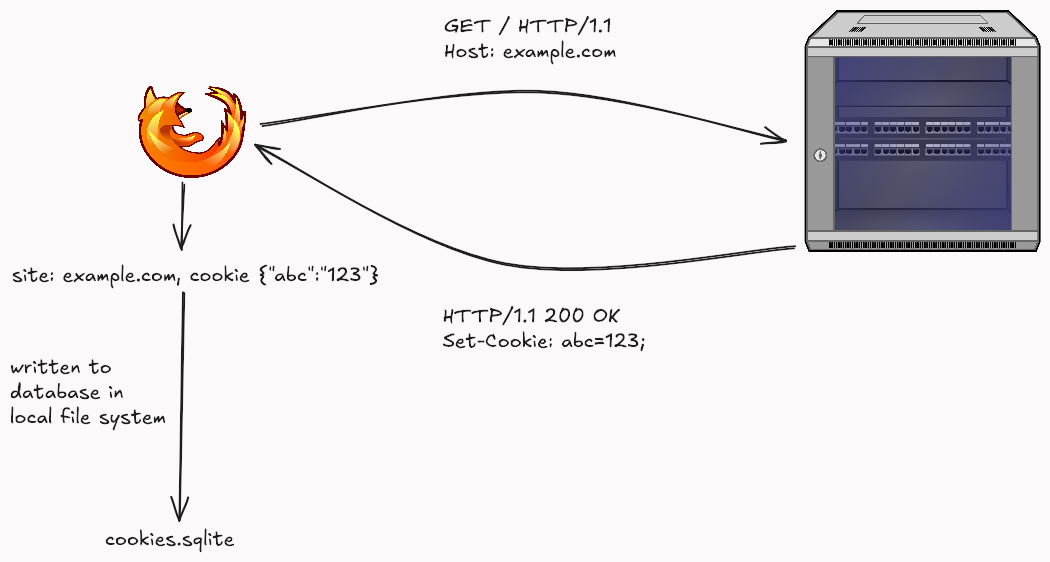 GET / HTTP/1.1
Host: example.com
site: example.com, cookie {"abc":"123"}
HTTP/1.1 200 OK
Set-Cookie: abc=123;
written to
database in
local file system
cookies.sqlite